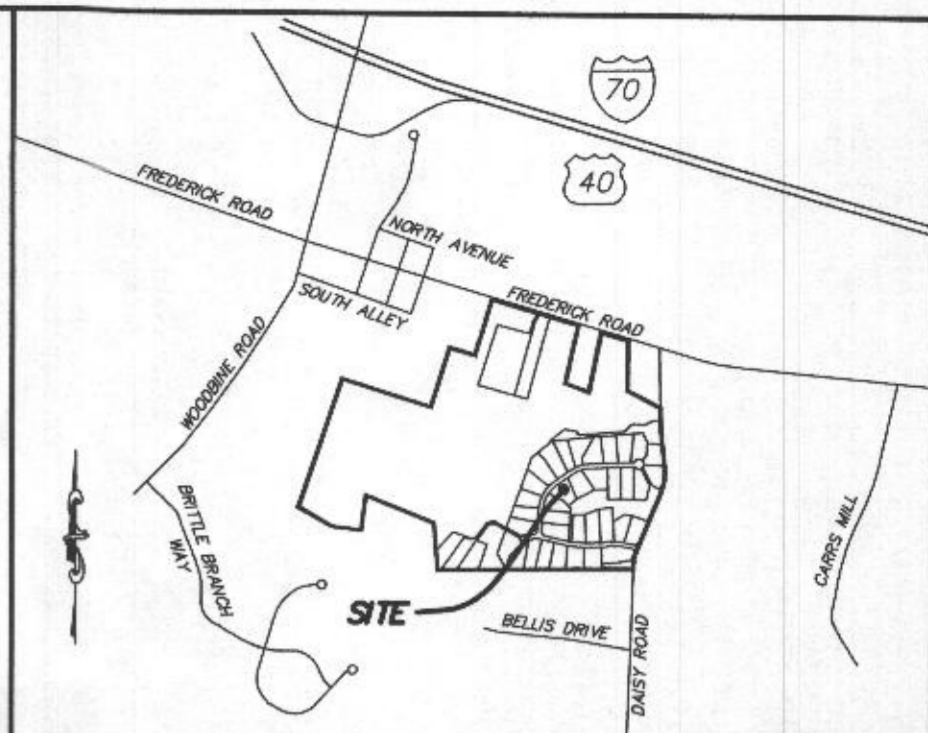 70
40
FREDERICK ROAD
NORTH AVENUE
SOUTH ALLEY
FREDERICK ROAD
WOODBINE ROAD
BRITTLE BRANCH
WAY
CARRS MILL
SITE
BELLIS DRIVE
DAISY ROAD